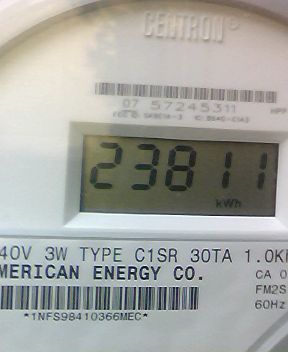 CENTRON®
07 57245311
23811
kWh
40V 3W TYPE C1SR 30TA 1.0K
MERICAN ENERGY CO.
CA 0
FM2S
60Hz
*1NFS98410366MEC*